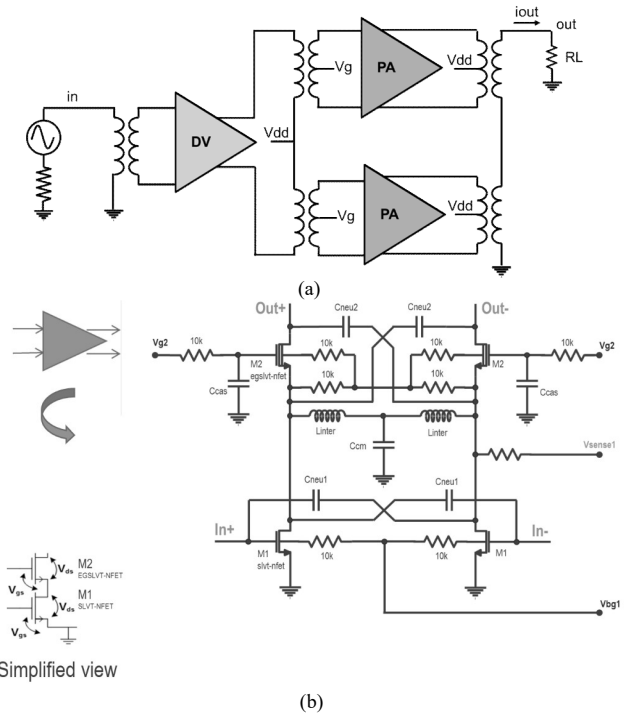 iout
out
in
Vg
PA
Vdd
RL
DV
Vdd
Vg
PA
Vdd
(a)
Out+
Cneu2
Cneu2
Out-
Vg2
10k
10k
10k
10k
Vg2
M2
egslvt-nfet
10k
10k
M2
Ccas
Ccas
Linter
Linter
Ccm
Vsense1
Cneu1
Cneu1
In+
In-
M1
slvt-nfet
10k
10k
M1
Vbg1
Vds
M2
EGSLVT-NFET
Vgs
Vds
M1
SLVT-NFET
Vgs
Simplified view
(b)